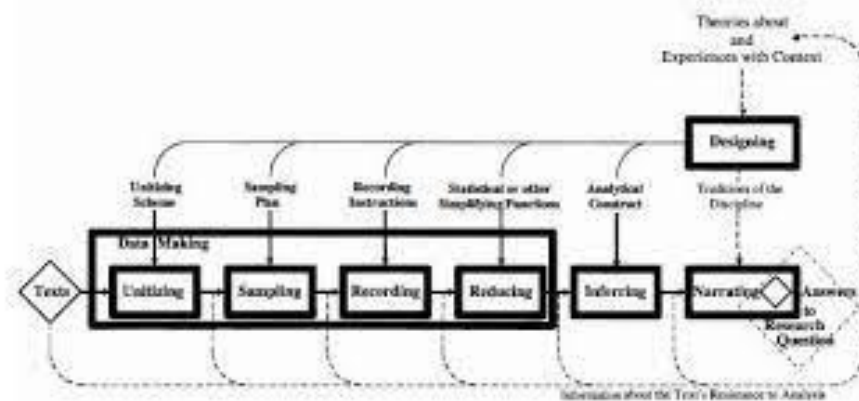 Theories about
and
Experiences with Context
Designing
Unitizing
Scheme
Sampling
Plan
Recording
Instructions
Statistical or other
Simplifying Functions
Analytical
Construct
Tradition of the
Discipline
Data Making
Texts
Unitizing
Sampling
Recording
Reducing
Inferring
Narrating
Answers
to
Research
Question
Information about the Text's Resistance to Analysis